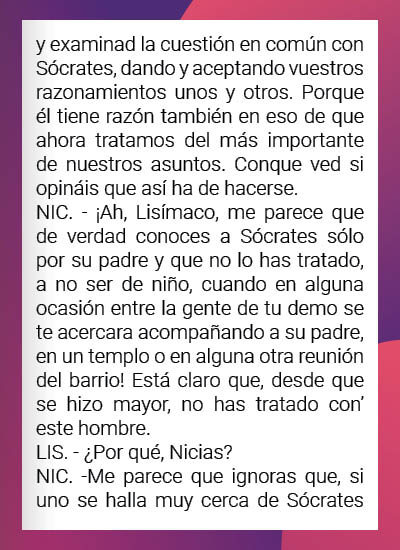 y examinad la cuestión en común con
Sócrates, dando y aceptando vuestros
razonamientos unos y otros. Porque
él tiene razón también en eso de que
ahora tratamos del más importante
de nuestros asuntos. Conque ved si
opináis que así ha de hacerse.
NIC. - ¡Ah, Lisímaco, me parece que
de verdad conoces a Sócrates sólo
por su padre y que no lo has tratado,
a no ser de niño, cuando en alguna
ocasión entre la gente de tu demo se
te acercara acompañando a su padre,
en un templo o en alguna otra reunión
del barrio! Está claro que, desde que
se hizo mayor, no has tratado con’
este hombre.
LIS. - ¿Por qué, Nicias?
NIC. -Me parece que ignoras que, si
uno se halla muy cerca de Sócrates